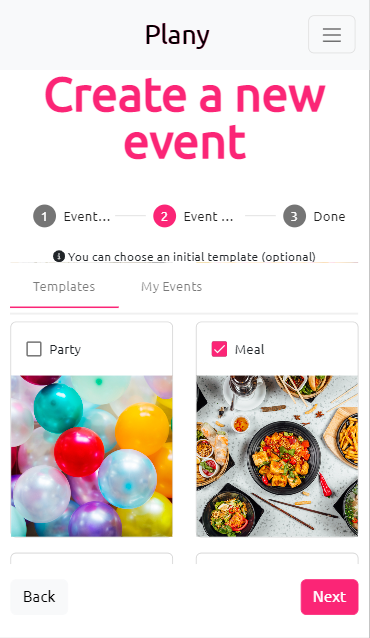 Plany
Create a new
event
1 Event...
2 Event ...
3 Done
You can choose an initial template (optional)
Templates
My Events
Party
Meal
Back
Next